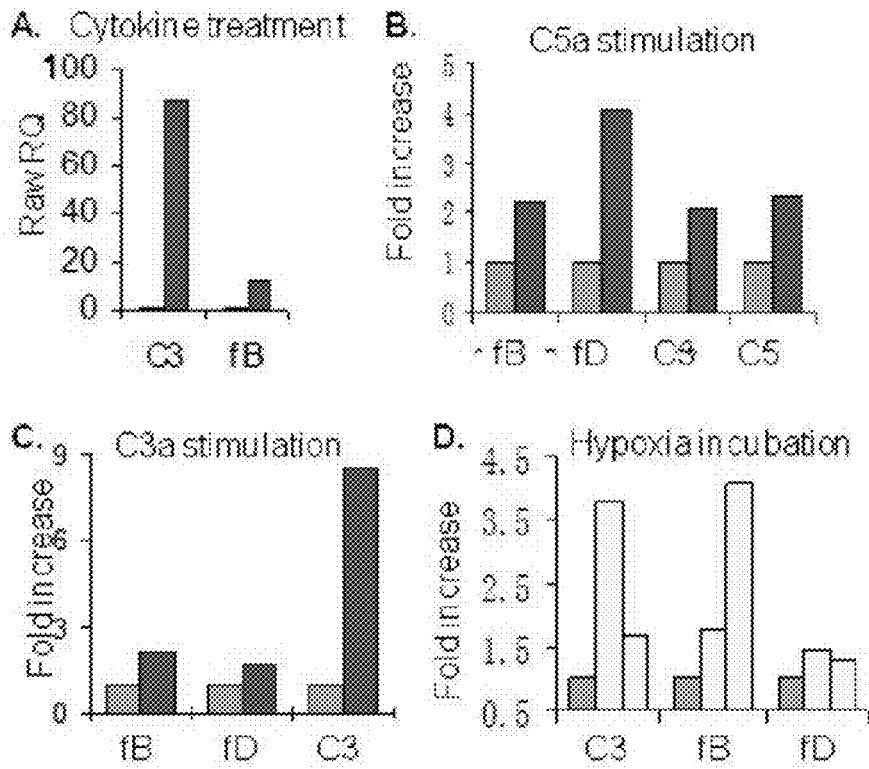 A. Cytokine treatment
Raw RQ
100
80
60
40
20
0
C3 fB
B. C5a stimulation
Fold increase
5
4
3
2
1
0
fB fD C3 C5
C. C3a stimulation
Fold increase
9
6
3
0
fB fD C3
D. Hypoxia incubation
Fold increase
4.5
3.5
2.5
1.5
0.5
C3 fB fD